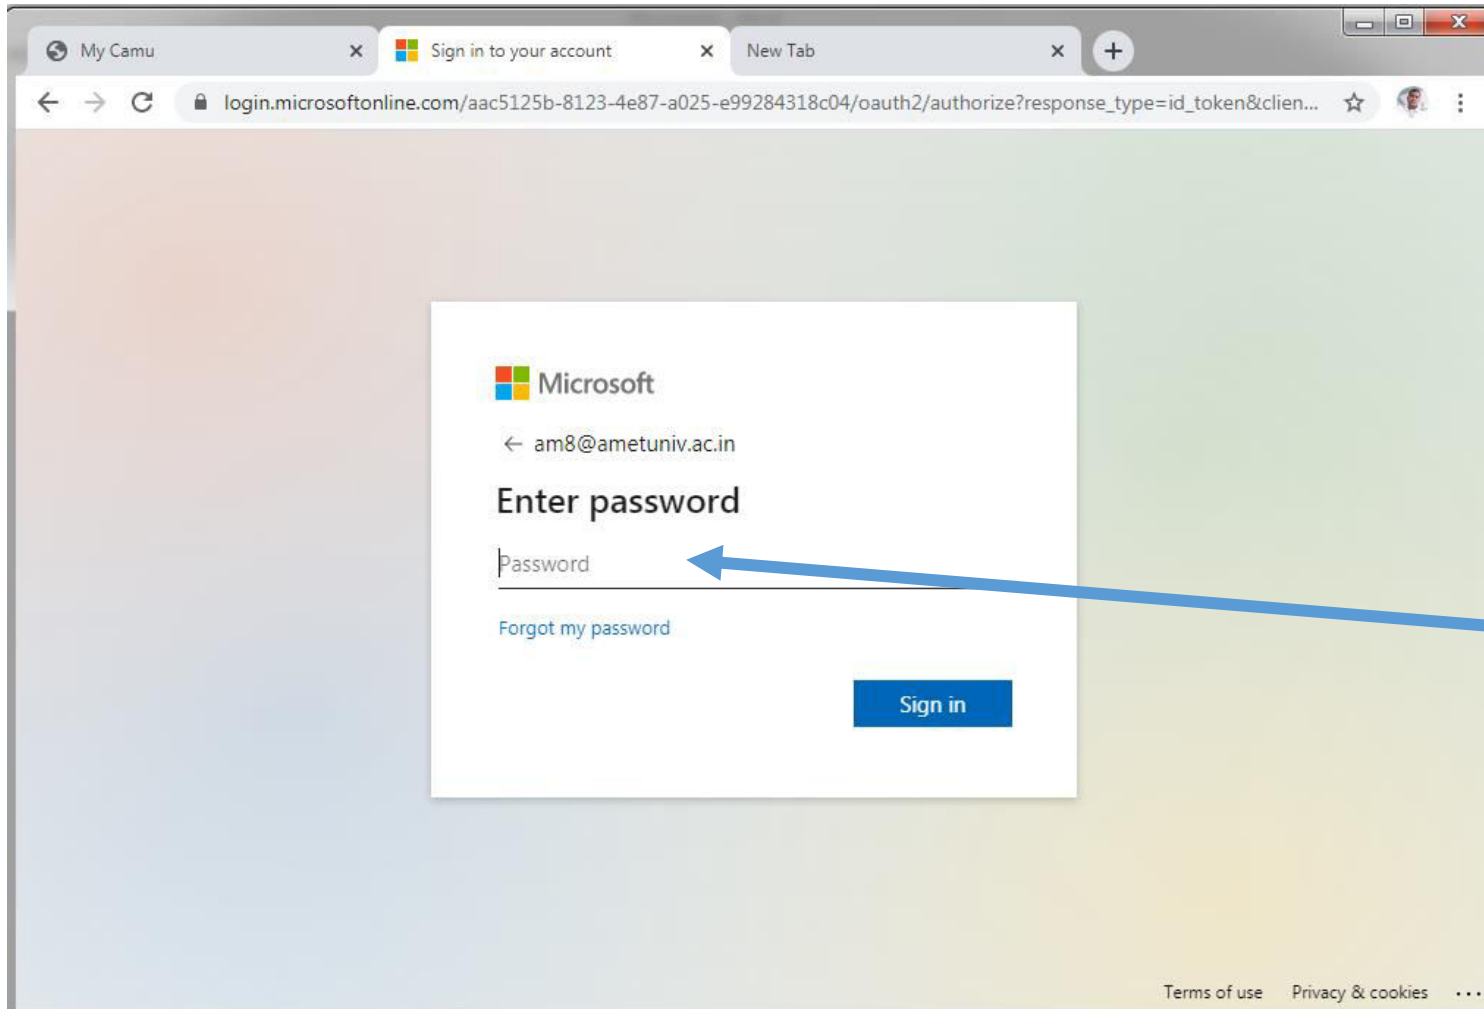 My Camu
Sign in to your account
New Tab
login.microsoftonline.com/aac5125b-8123-4e87-a025-e99284318c04/oauth2/authorize?response_type=id_token&clien...
Microsoft
← am8@ametuniv.ac.in
Enter password
Password
Forgot my password
Sign in
Terms of use Privacy & cookies ...